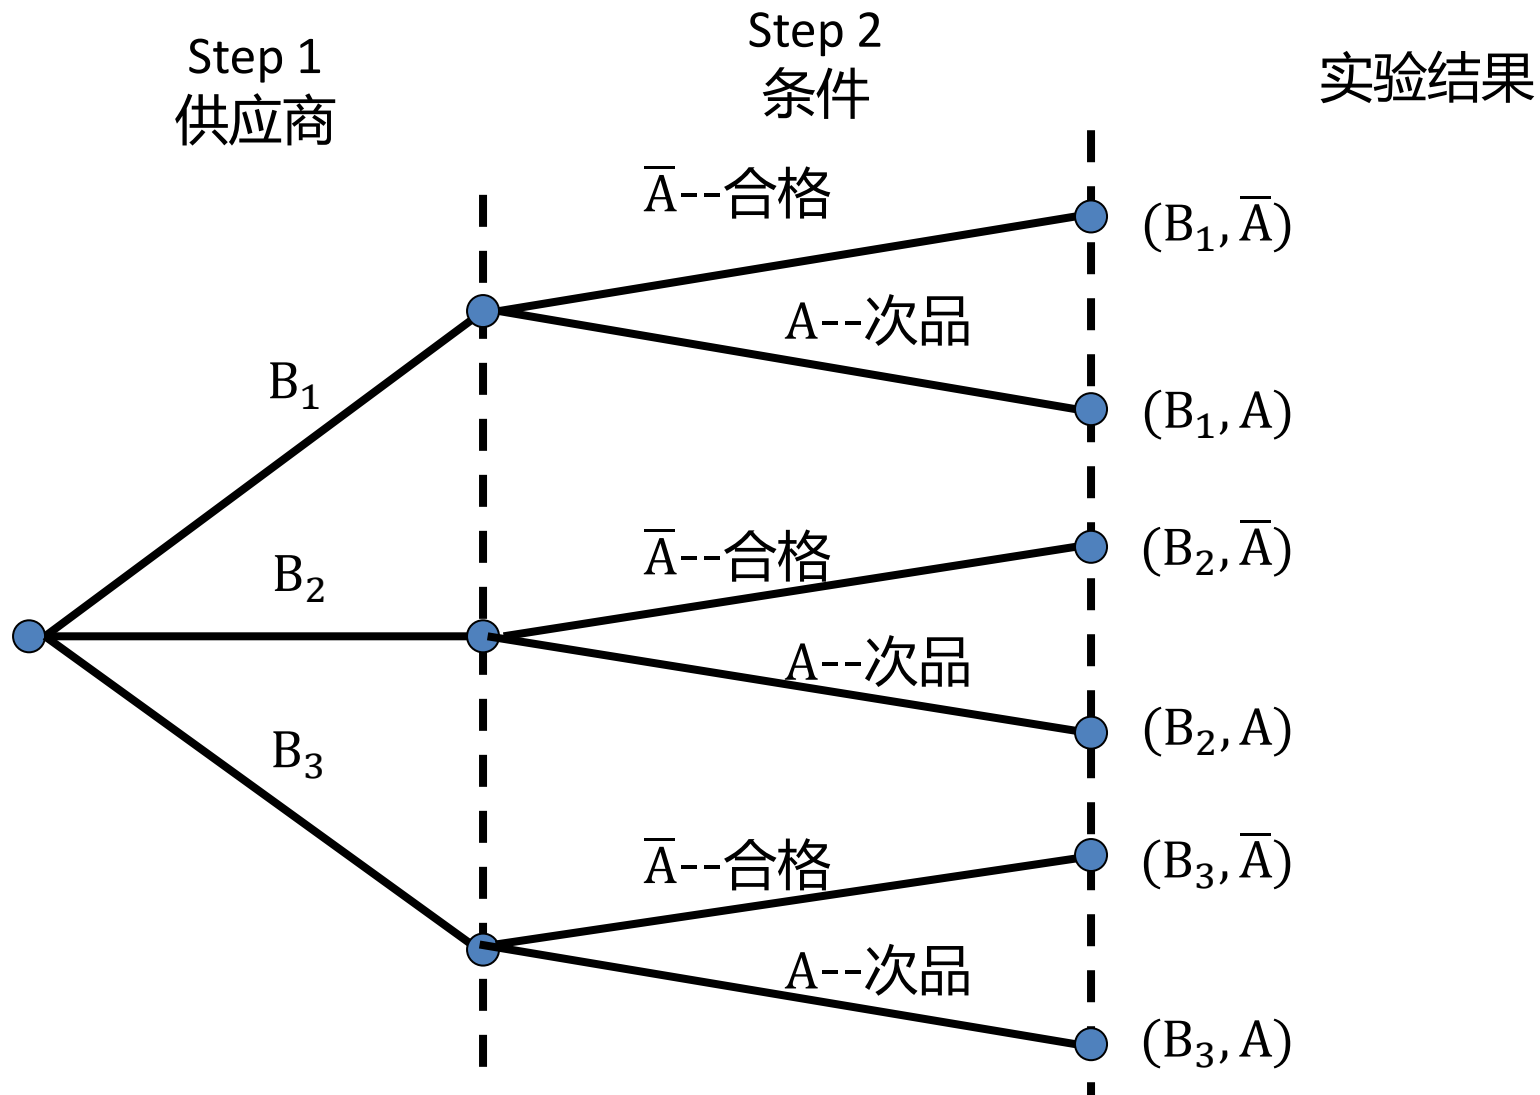 Step 1
供应商
Step 2
条件
实验结果
A̅--合格
(B₁, A̅)
A--次品
B₁
(B₁, A)
A̅--合格
(B₂, A̅)
B₂
A--次品
(B₂, A)
B₃
A̅--合格
(B₃, A̅)
A--次品
(B₃, A)